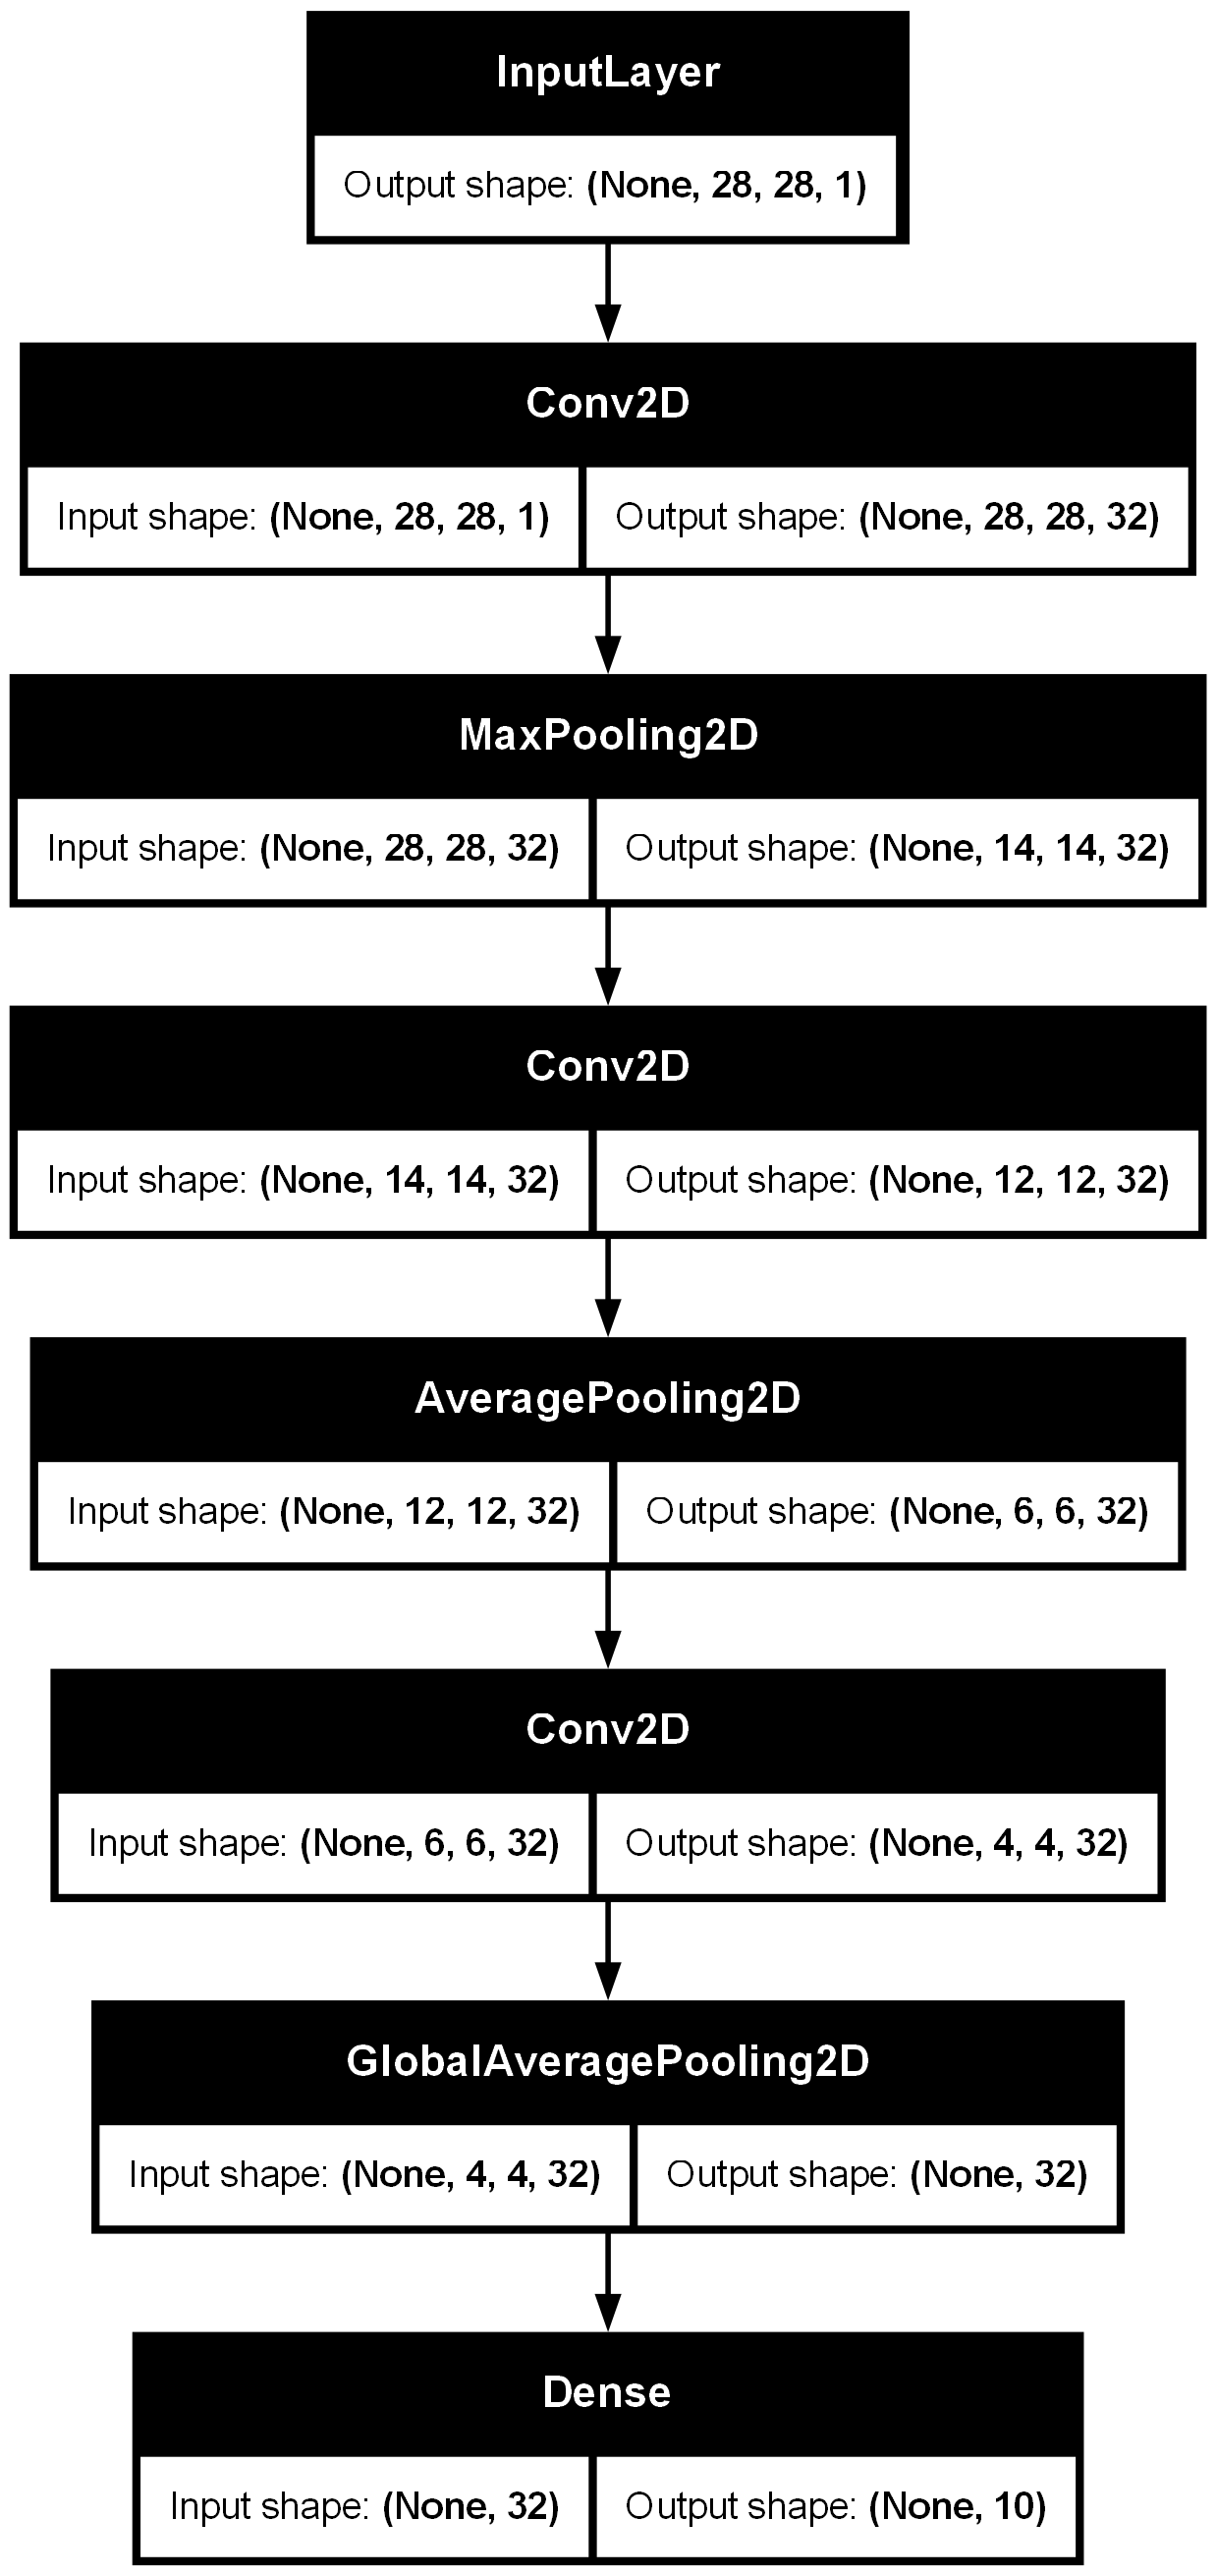 InputLayer
Output shape: (None, 28, 28, 1)
Conv2D
Input shape: (None, 28, 28, 1) Output shape: (None, 28, 28, 32)
MaxPooling2D
Input shape: (None, 28, 28, 32) Output shape: (None, 14, 14, 32)
Conv2D
Input shape: (None, 14, 14, 32) Output shape: (None, 12, 12, 32)
AveragePooling2D
Input shape: (None, 12, 12, 32) Output shape: (None, 6, 6, 32)
Conv2D
Input shape: (None, 6, 6, 32) Output shape: (None, 4, 4, 32)
GlobalAveragePooling2D
Input shape: (None, 4, 4, 32) Output shape: (None, 32)
Dense
Input shape: (None, 32) Output shape: (None, 10)